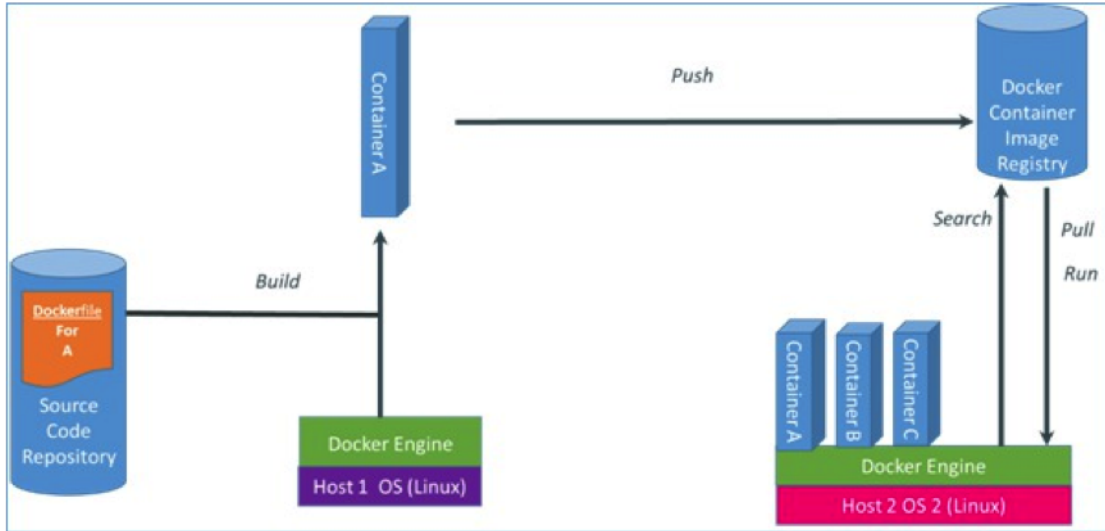 Container A
Push
Docker
Container
Image
Registry
Search
Pull
Run
Build
Dockerfile
For
A
Source
Code
Repository
Docker Engine
Host 1 OS (Linux)
Container A
Container B
Container C
Docker Engine
Host 2 OS 2 (Linux)